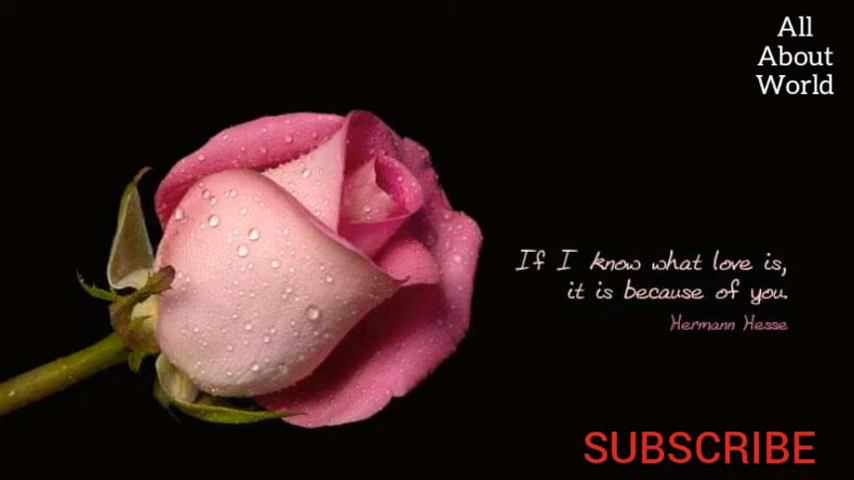 All
About
World
If I know what love is,
it is because of you.
Hermann Hesse
SUBSCRIBE